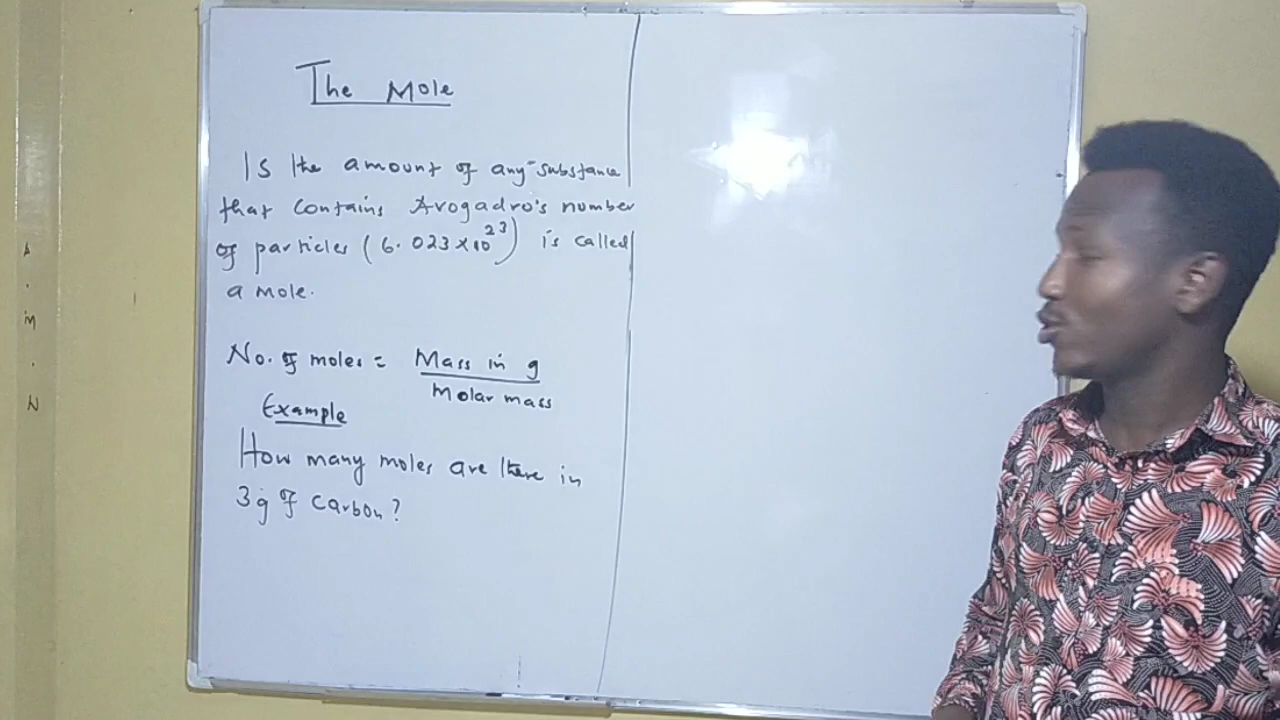 The Mole
Is the amount of any substance
that contains Avogadro's number
of particles (6.023×10²³) is called
a mole.
No. of moles = Mass in g
Molar mass
Example
How many moles are there in
3g of carbon?
A
.
M
.
N